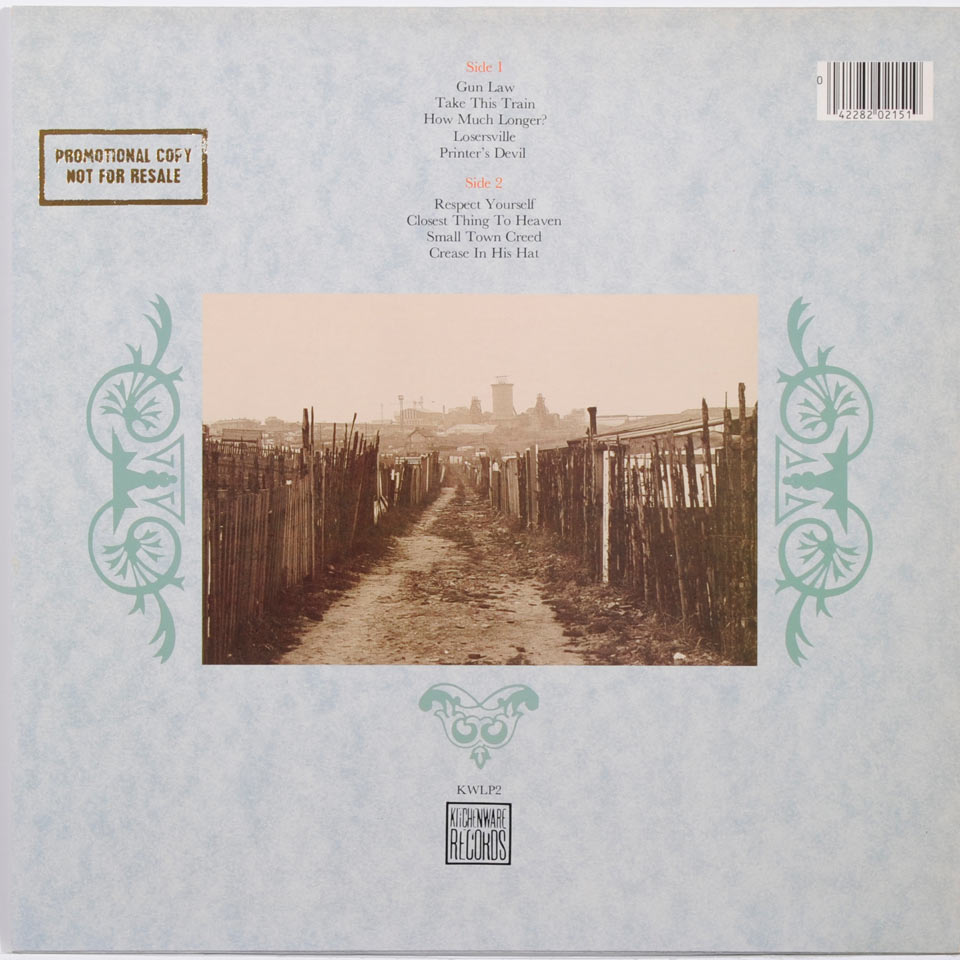 Side 1
Gun Law
Take This Train
How Much Longer?
Losersville
Printer's Devil
Side 2
Respect Yourself
Closest Thing To Heaven
Small Town Creed
Crease In His Hat
PROMOTIONAL COPY
NOT FOR RESALE
0 42282 02151
KWLP2
KITCHENWARE
RECORDS